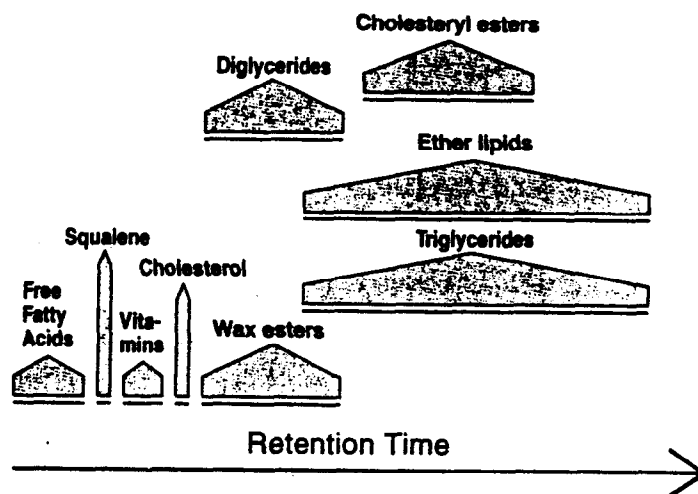 Cholesteryl esters
Diglycerides
Ether lipids
Triglycerides
Squalene
Cholesterol
Free
Fatty
Acids
Vita-
mins
Wax esters
Retention Time